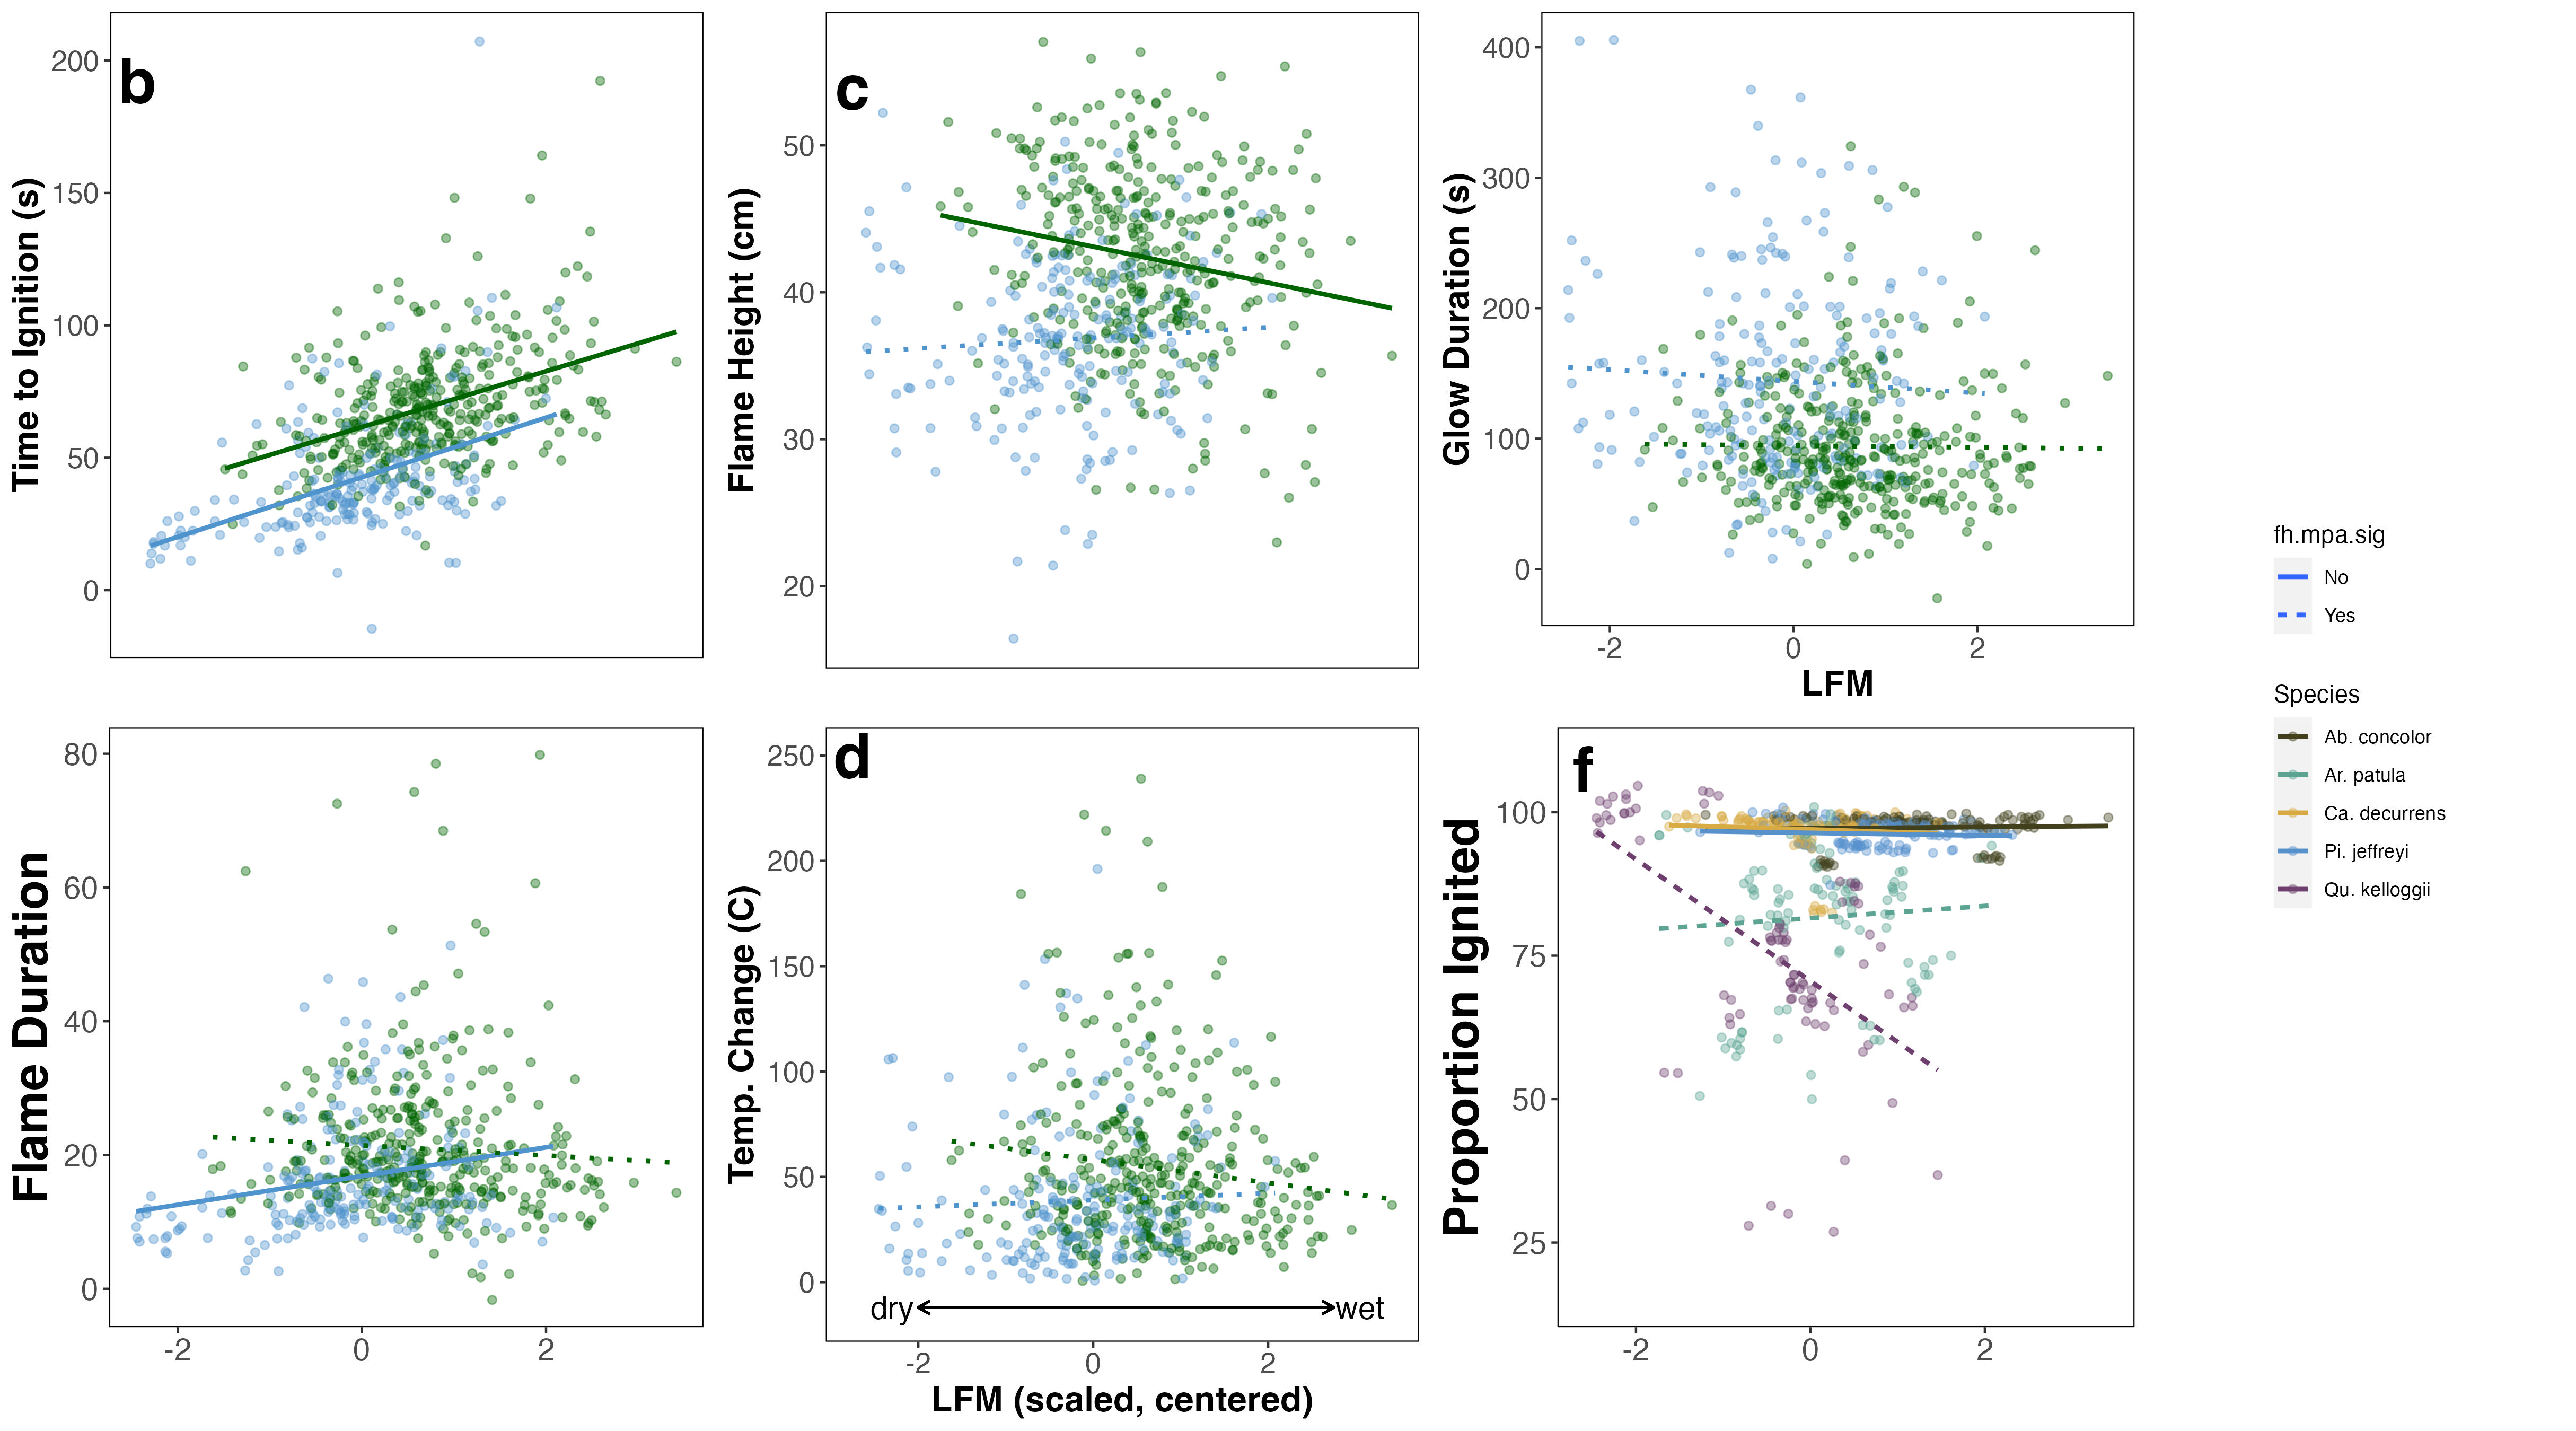 b
Time to Ignition (s)
200
150
100
50
0
c
Flame Height (cm)
50
40
30
20
Glow Duration (s)
400
300
200
100
0
-2 0 2
LFM
Flame Duration
80
60
40
20
0
-2 0 2
d
Temp. Change (C)
250
200
150
100
50
0
dry wet
-2 0 2
LFM (scaled, centered)
f
Proportion Ignited
100
75
50
25
-2 0 2
fh.mpa.sig
No
Yes
Species
Ab. concolor
Ar. patula
Ca. decurrens
Pi. jeffreyi
Qu. kelloggii